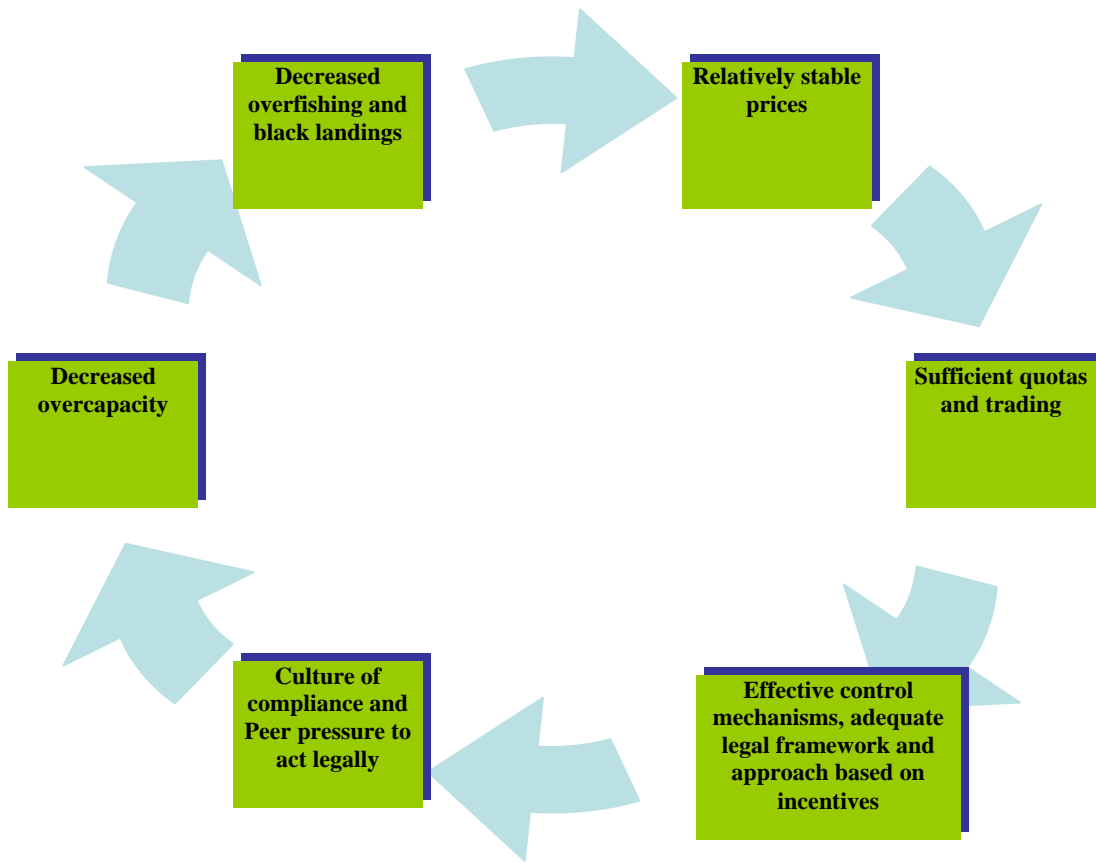 Decreased
overfishing and
black landings
Relatively stable
prices
Decreased
overcapacity
Sufficient quotas
and trading
Culture of
compliance and
Peer pressure to
act legally
Effective control
mechanisms, adequate
legal framework and
approach based on
incentives